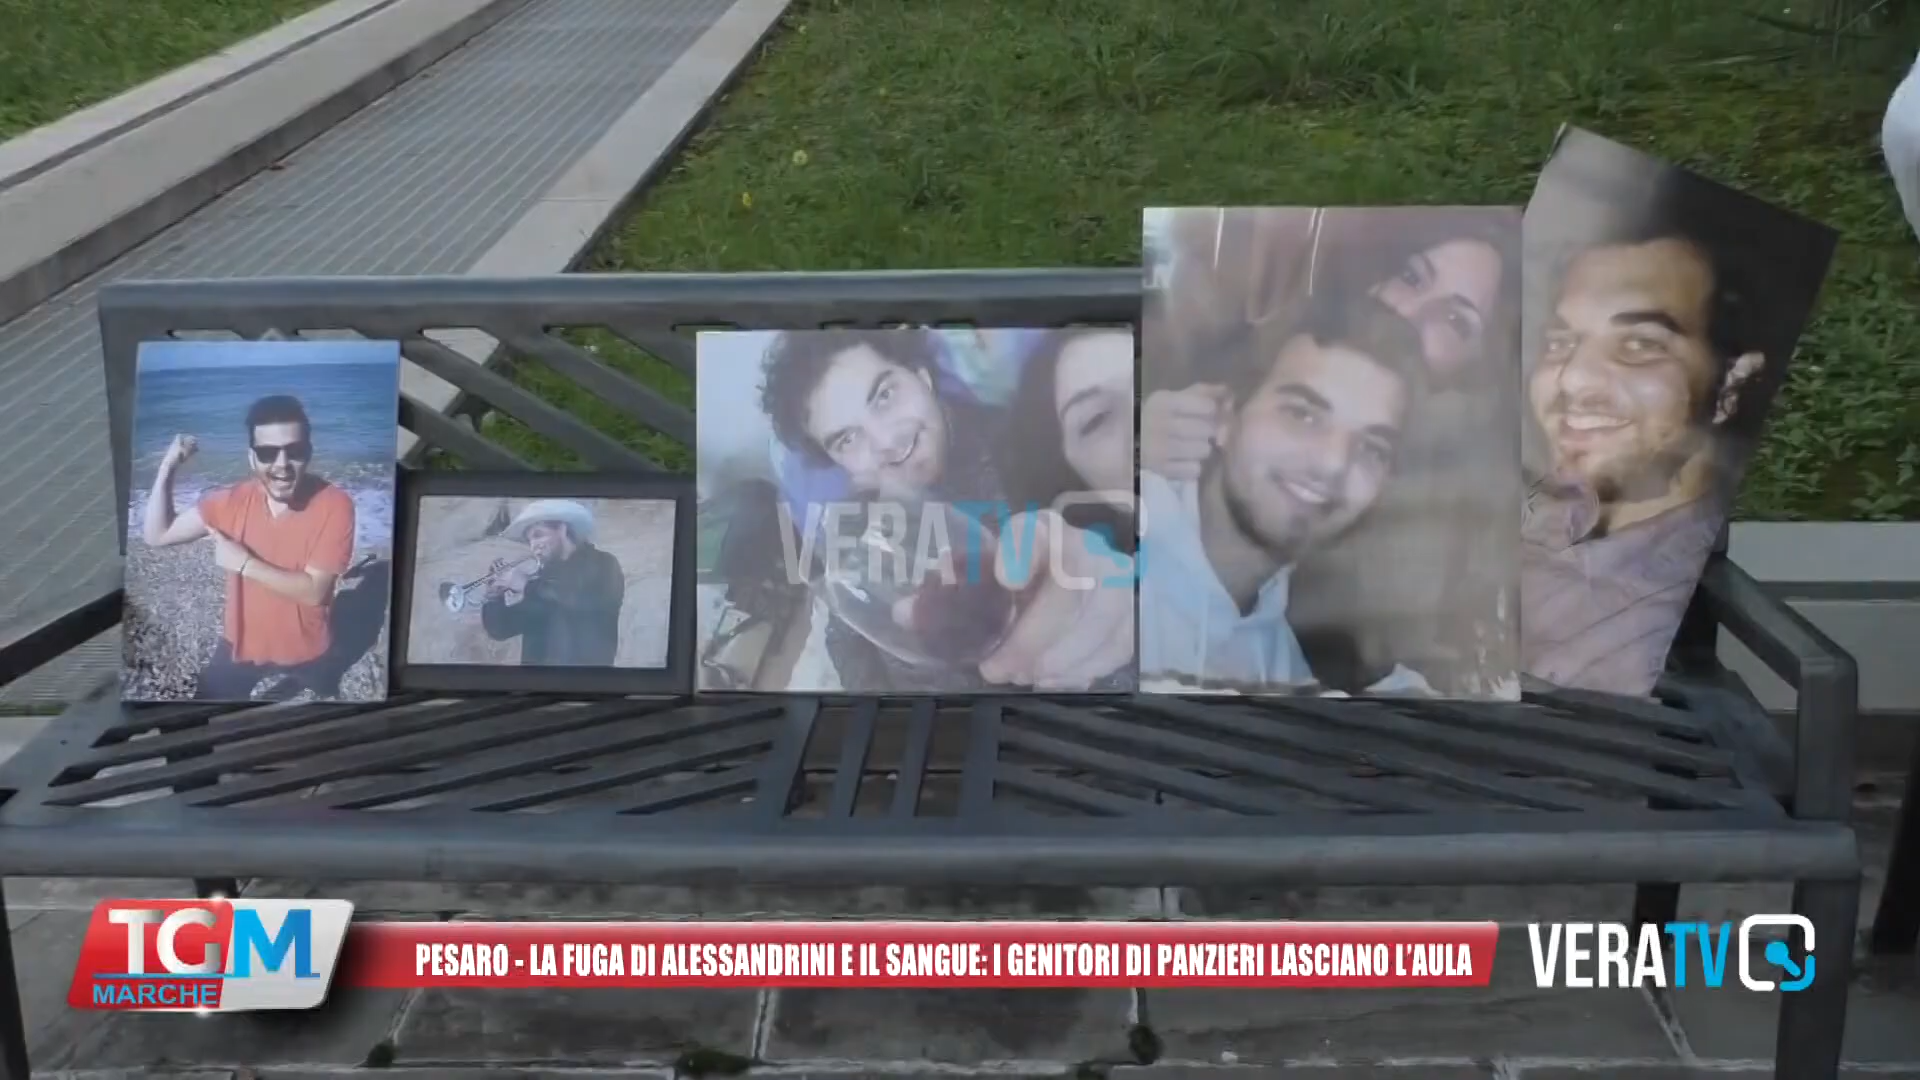 VERATV
TGM
MARCHE
PESARO - LA FUGA DI ALESSANDRINI E IL SANGUE: I GENITORI DI PANZIERI LASCIANO L'AULA
VERATV